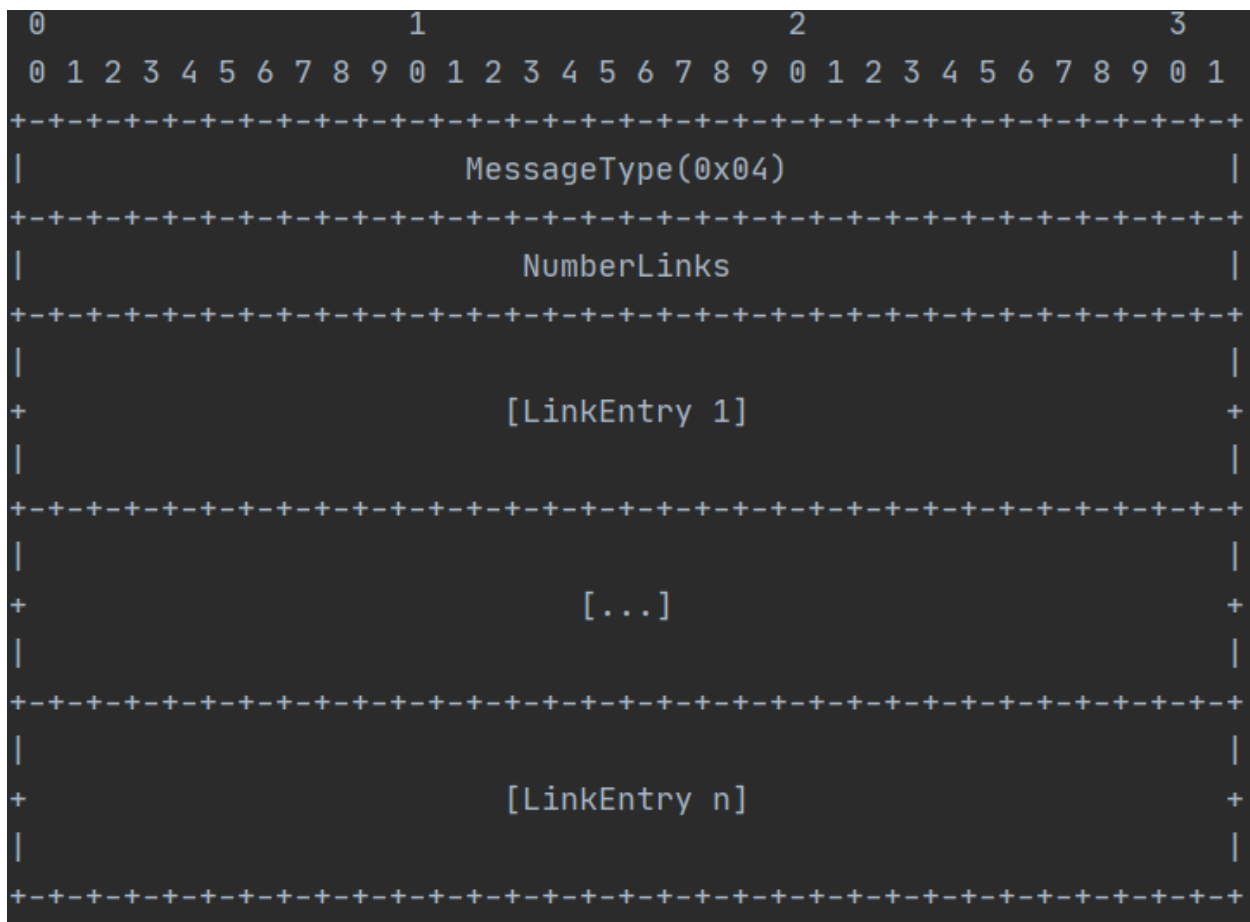 0                   1                   2                   3
 0 1 2 3 4 5 6 7 8 9 0 1 2 3 4 5 6 7 8 9 0 1 2 3 4 5 6 7 8 9 0 1
+-+-+-+-+-+-+-+-+-+-+-+-+-+-+-+-+-+-+-+-+-+-+-+-+-+-+-+-+-+-+-+-+
|                       MessageType(0x04)                       |
+-+-+-+-+-+-+-+-+-+-+-+-+-+-+-+-+-+-+-+-+-+-+-+-+-+-+-+-+-+-+-+-+
|                          NumberLinks                          |
+-+-+-+-+-+-+-+-+-+-+-+-+-+-+-+-+-+-+-+-+-+-+-+-+-+-+-+-+-+-+-+-+
|                                                               |
+                         [LinkEntry 1]                         +
|                                                               |
+-+-+-+-+-+-+-+-+-+-+-+-+-+-+-+-+-+-+-+-+-+-+-+-+-+-+-+-+-+-+-+-+
|                                                               |
+                             [...]                             +
|                                                               |
+-+-+-+-+-+-+-+-+-+-+-+-+-+-+-+-+-+-+-+-+-+-+-+-+-+-+-+-+-+-+-+-+
|                                                               |
+                         [LinkEntry n]                         +
|                                                               |
+-+-+-+-+-+-+-+-+-+-+-+-+-+-+-+-+-+-+-+-+-+-+-+-+-+-+-+-+-+-+-+-+